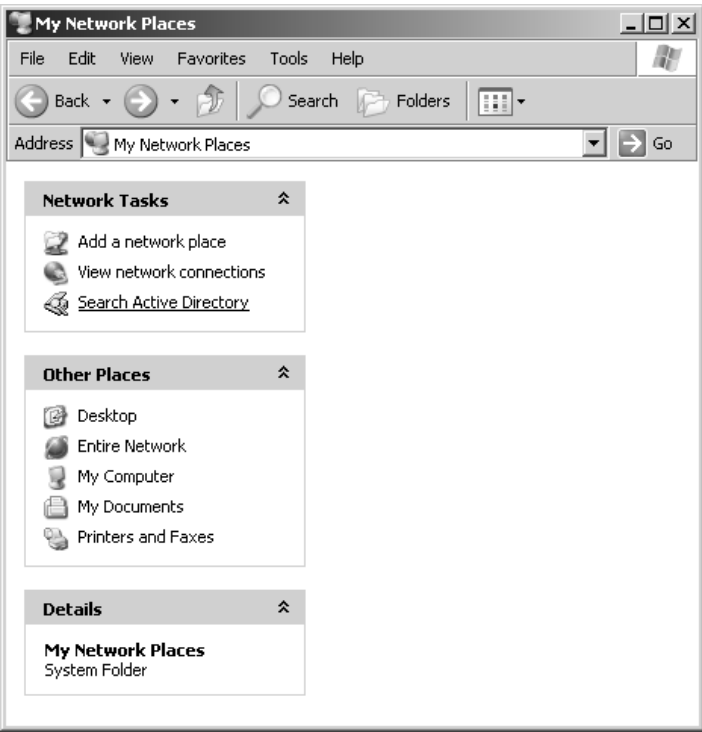 My Network Places
File Edit View Favorites Tools Help
Back Search Folders
Address My Network Places Go
Network Tasks
Add a network place
View network connections
Search Active Directory
Other Places
Desktop
Entire Network
My Computer
My Documents
Printers and Faxes
Details
My Network Places
System Folder